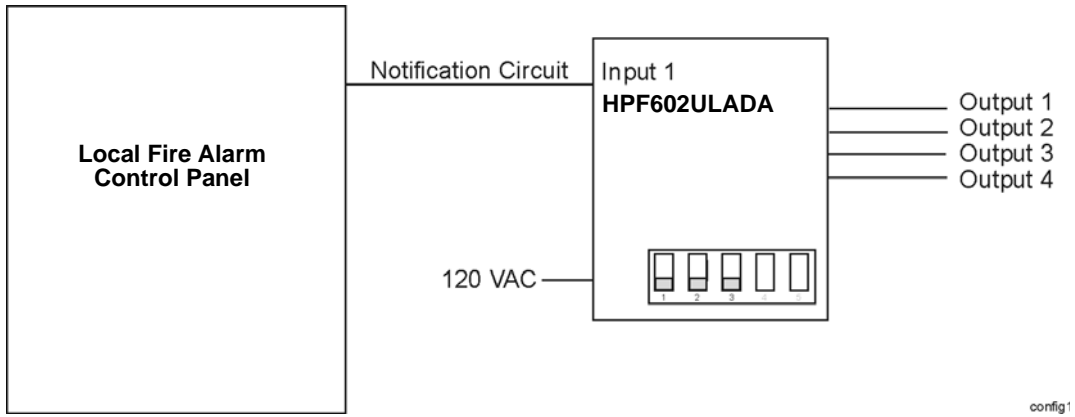 Local Fire Alarm
Control Panel
Notification Circuit
Input 1
HPF602ULADA
Output 1
Output 2
Output 3
Output 4
120 VAC
1 2 3 4 5
config1